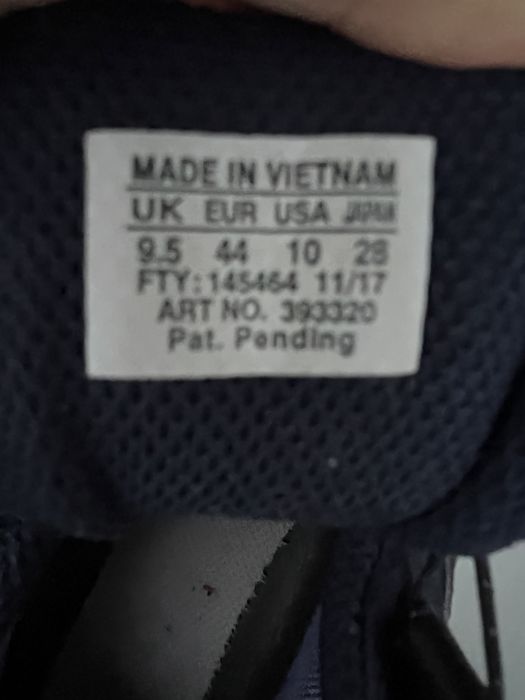 MADE IN VIETNAM
UK EUR USA JAPAN
9.5 44 10 28
FTY: 145464 11/17
ART NO. 393320
Pat. Pending